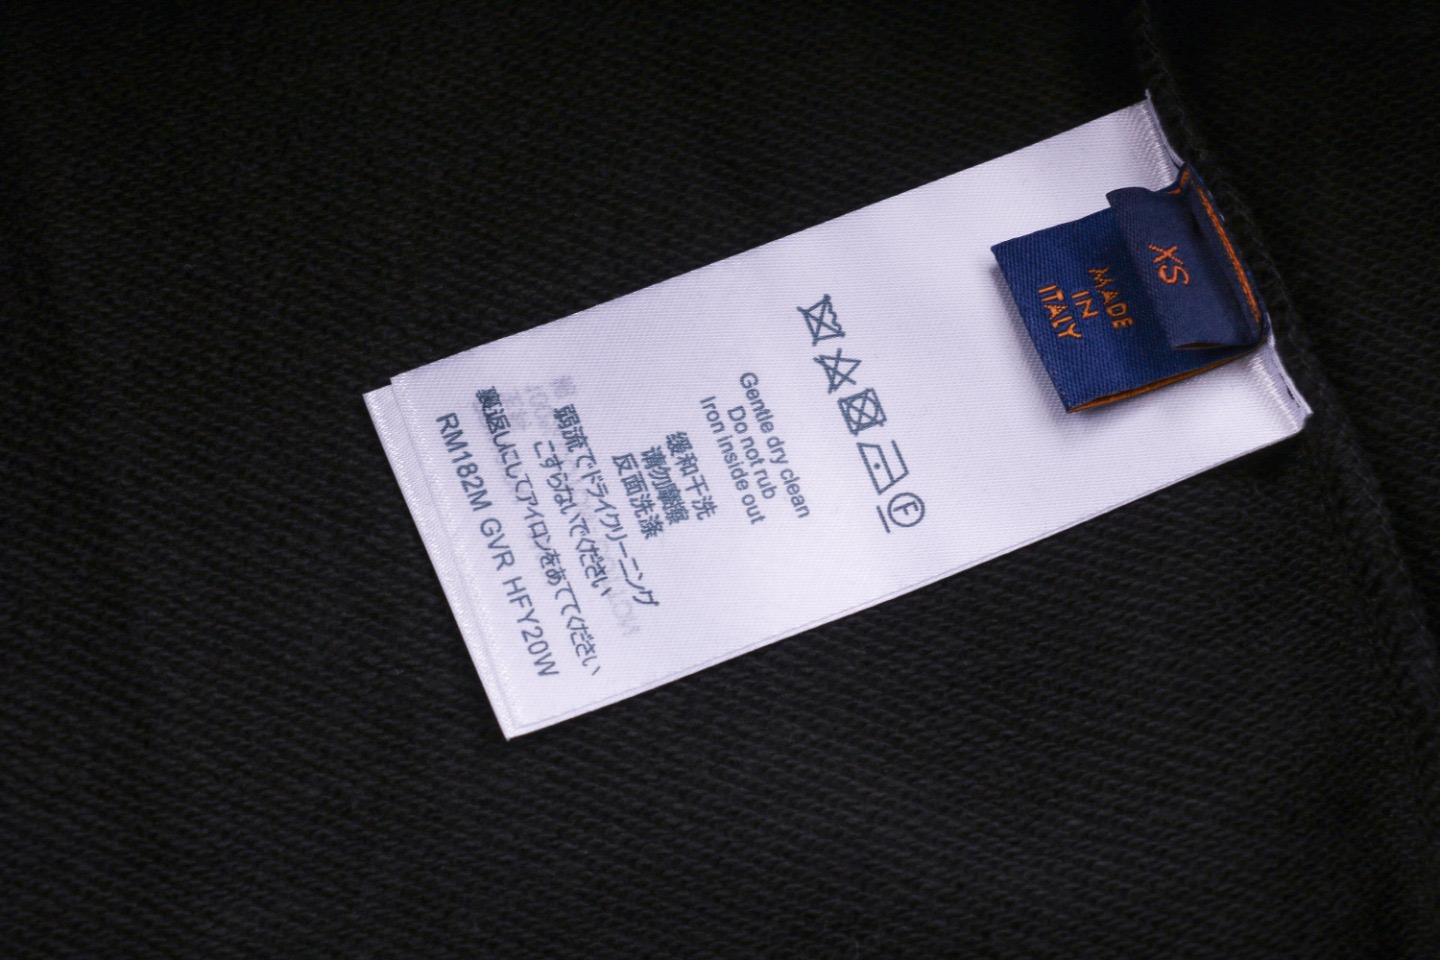 XS
MADE
IN
ITALY
F
Gentle dry clean
Do not rub
Iron inside out
缓和干洗
请勿磨擦
反面洗涤
弱流でドライクリーニング
こすらないでください
裏返しにしてアイロンをあててください
RM182M GVR HFY20W